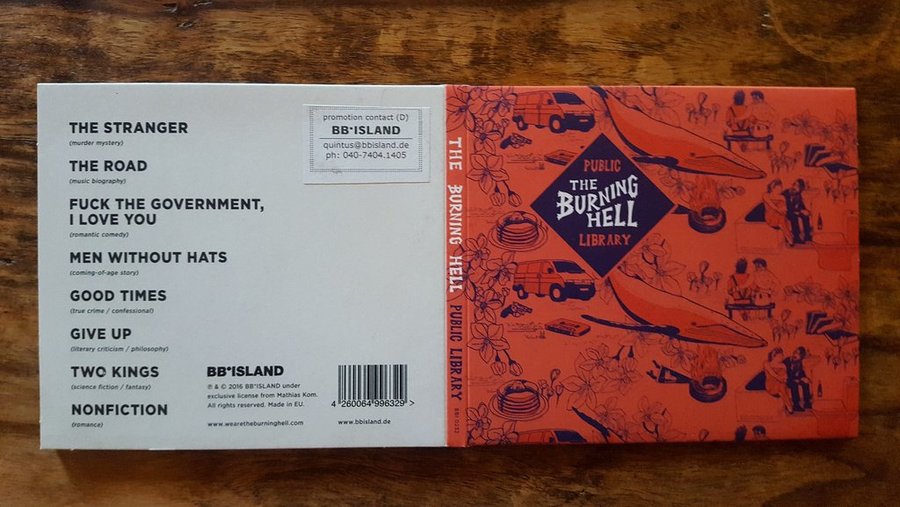 THE STRANGER
(murder mystery)
THE ROAD
(music biography)
FUCK THE GOVERNMENT,
I LOVE YOU
(romantic comedy)
MEN WITHOUT HATS
(coming-of-age story)
GOOD TIMES
(true crime / confessional)
GIVE UP
(literary criticism / philosophy)
TWO KINGS
(science fiction / fantasy)
NONFICTION
(romance)
promotion contact (D)
BB*ISLAND
quintus@bbisland.de
ph: 040-7404.1405
BB*ISLAND
℗ & © 2016 BB*ISLAND under
exclusive license from Mathias Kom.
All rights reserved. Made in EU.
www.wearetheburninghell.com
4 260064 996329 >
www.bbisland.de
THE BURNING HELL PUBLIC LIBRARY
PUBLIC
THE
BURNING
HELL
LIBRARY